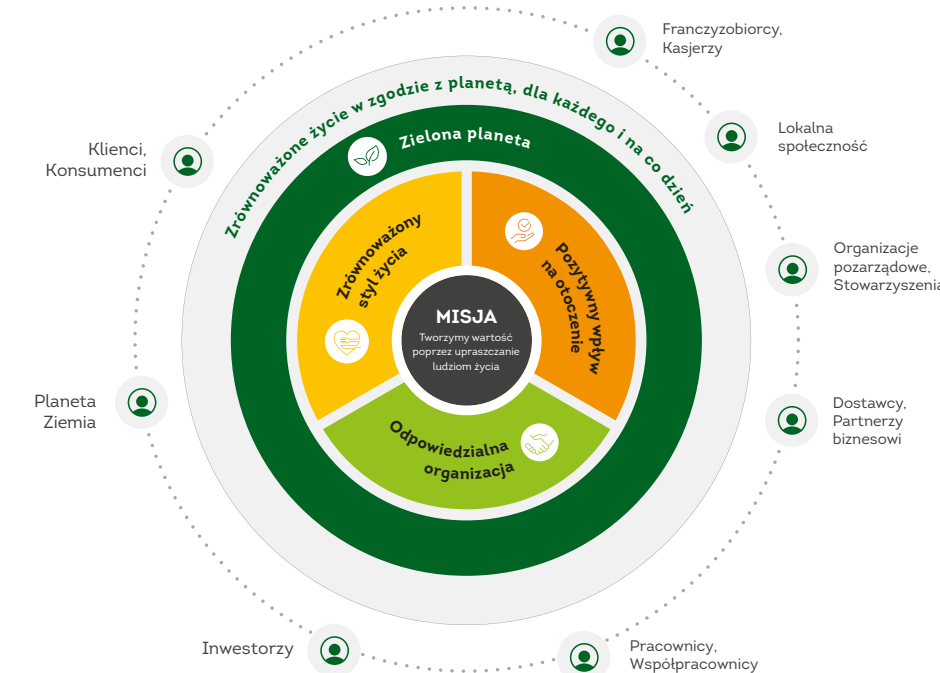 Franczyzobiorcy,
Kasjerzy
Zrównoważone życie w zgodzie z planetą, dla każdego i na co dzień
Zielona planeta
Lokalna
społeczność
Klienci,
Konsumenci
Zrównoważony
styl życia
Pozytywny wpływ
na otoczenie
Organizacje
pozarządowe,
Stowarzyszenia
MISJA
Tworzymy wartość
poprzez upraszczanie
ludziom życia
Planeta
Ziemia
Dostawcy,
Partnerzy
biznesowi
Odpowiedzialna
organizacja
Inwestorzy
Pracownicy,
Współpracownicy